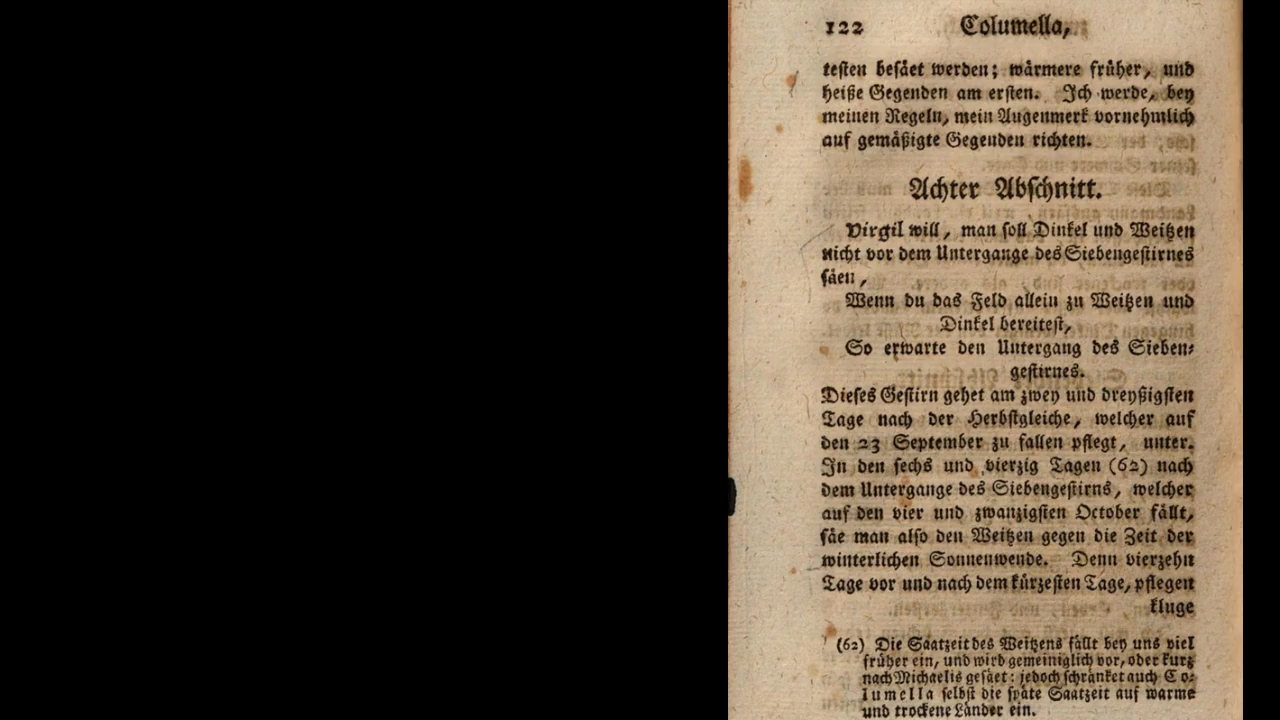 122 Columella,
testen besäet werden; wärmere früher, und
heiße Gegenden am ersten. Ich werde, bey
meinen Regeln, mein Augenmerk vornehmlich
auf gemäßigte Gegenden richten.
Achter Abschnitt.
Virgil will, man soll Dinkel und Weitzen
nicht vor dem Untergange des Siebengestirnes
säen,
Wenn du das Feld allein zu Weitzen und
Dinkel bereitest,
So erwarte den Untergang des Sieben-
gestirnes.
Dieses Gestirn gehet am zwey und dreyßigsten
Tage nach der Herbstgleiche, welcher auf
den 23 September zu fallen pflegt, unter.
In den sechs und vierzig Tagen (62) nach
dem Untergange des Siebengestirns, welcher
auf den vier und zwanzigsten October fällt,
säe man also den Weitzen gegen die Zeit der
winterlichen Sonnenwende. Denn vierzehn
Tage vor und nach dem kürzesten Tage, pflegen
kluge
(62) Die Saatzeit des Weitzens fällt bey uns viel
früher ein, und wird gemeiniglich vor, oder kurz
nach Michaelis gesäet: jedoch schränket auch Co-
lumella selbst die späte Saatzeit auf warme
und trockene Länder ein.